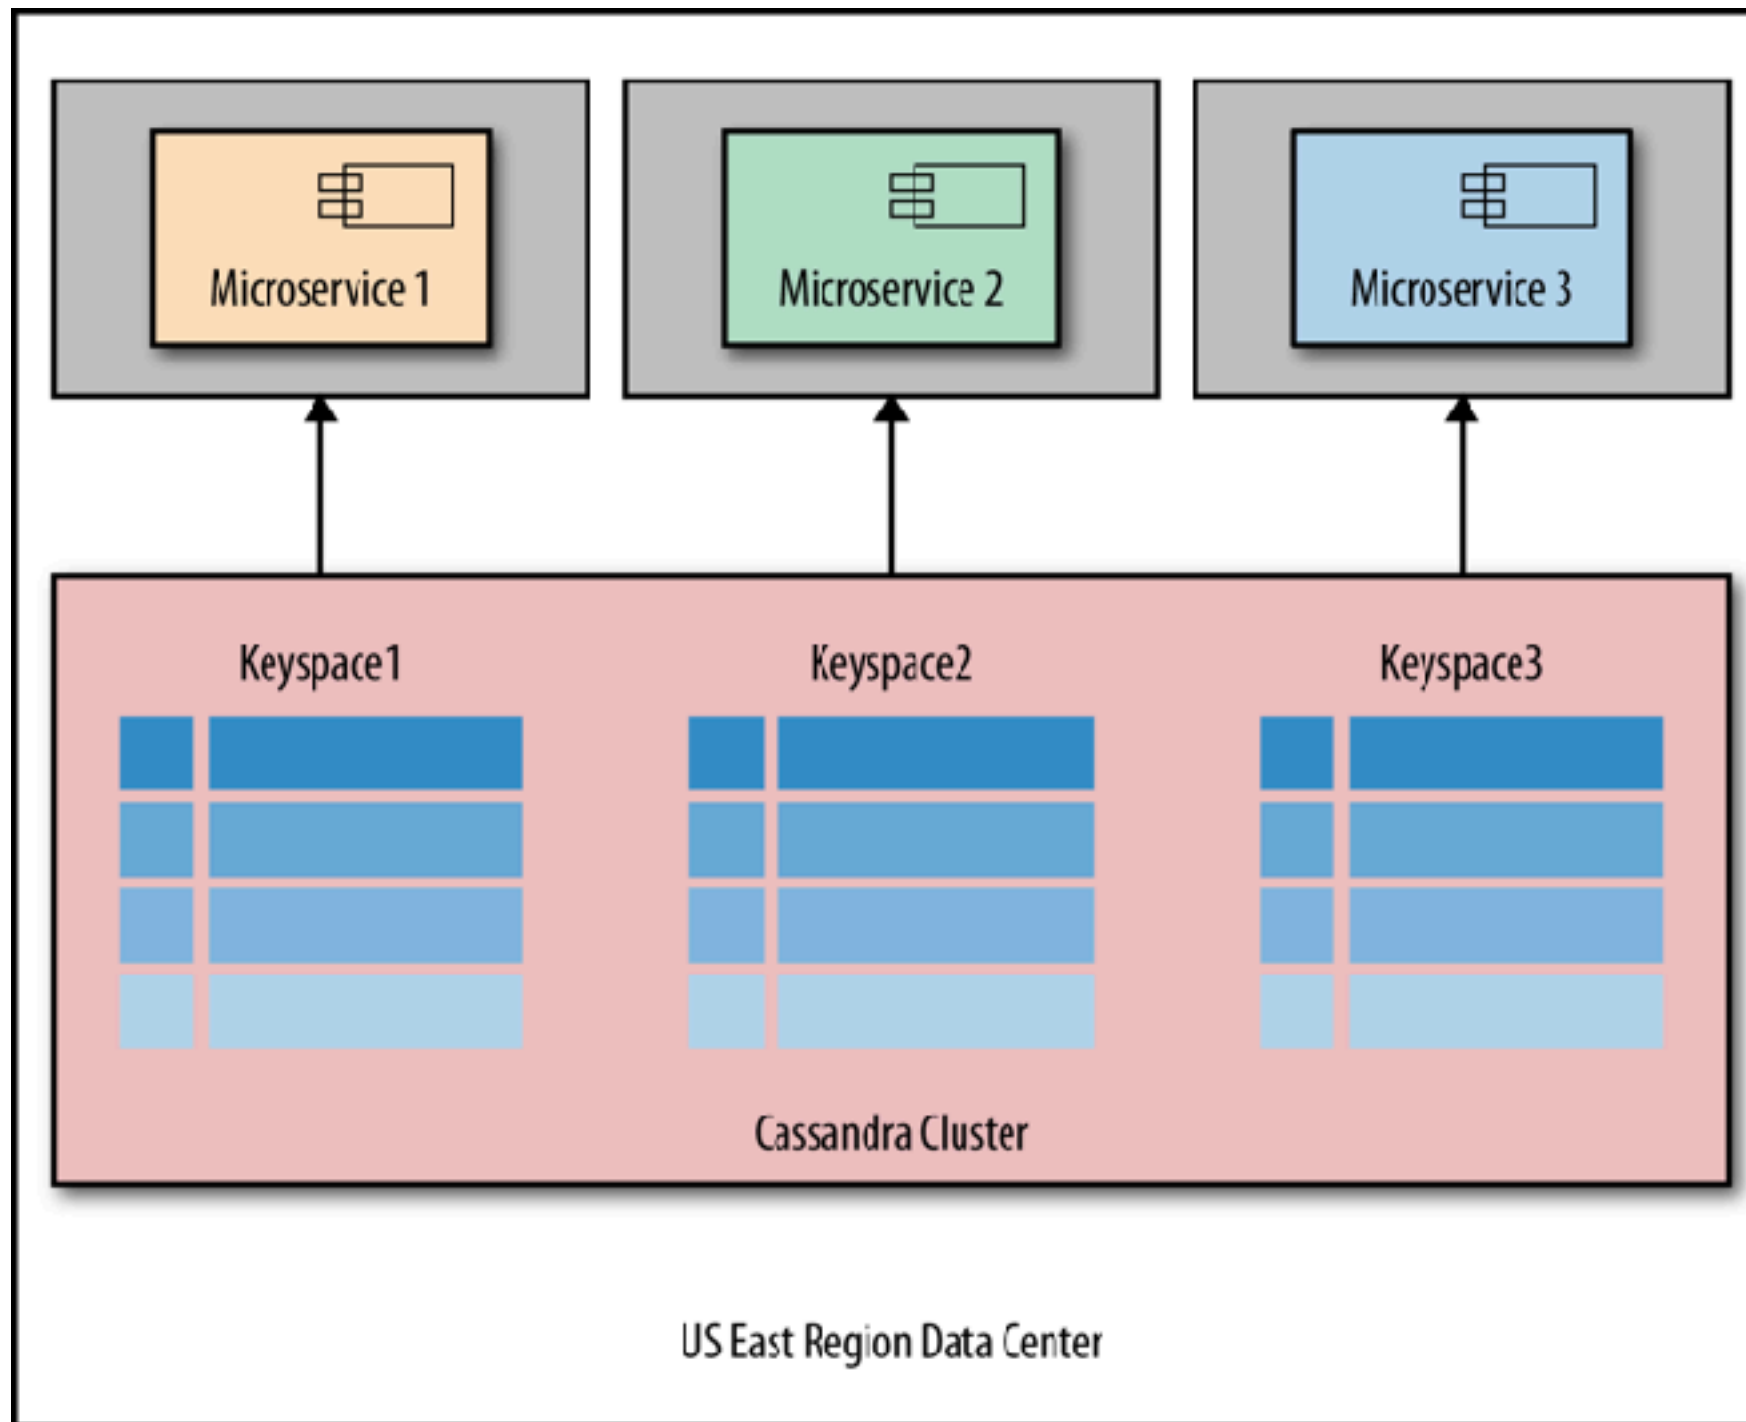 Microservice 1
Microservice 2
Microservice 3
Keyspace1
Keyspace2
Keyspace3
Cassandra Cluster
US East Region Data Center